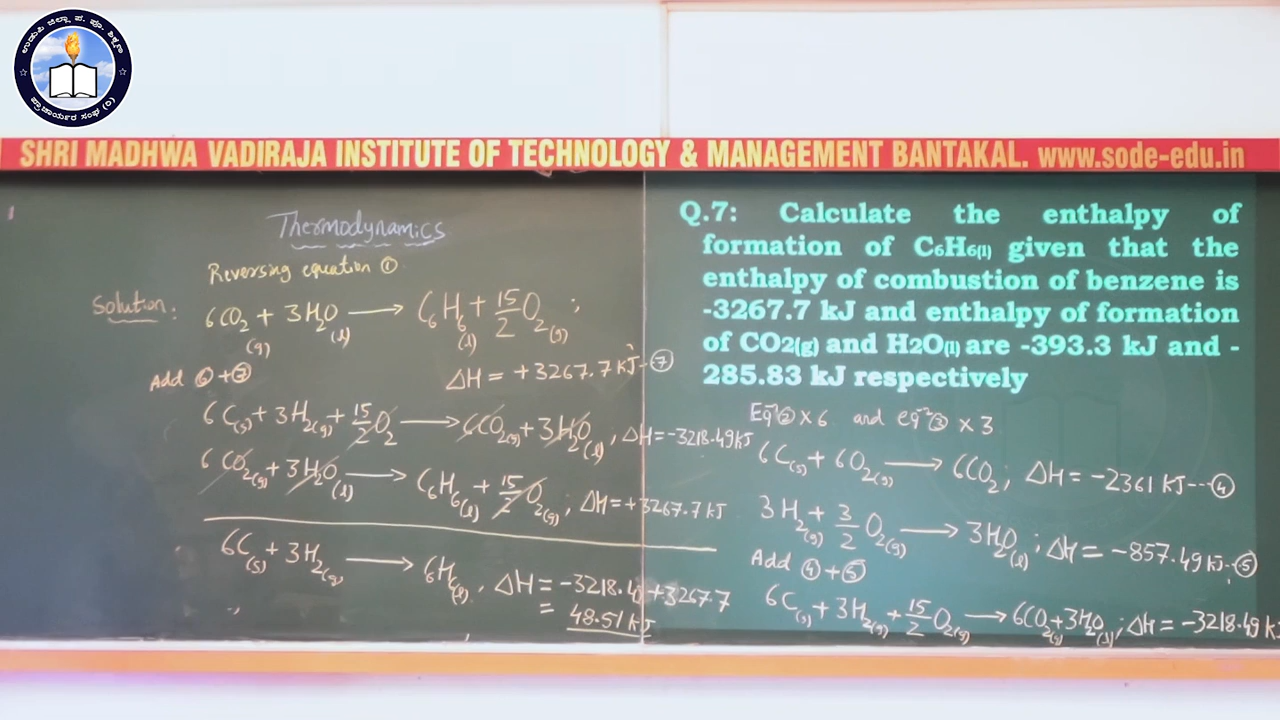 ಉಡುಪಿ ಜಿಲ್ಲಾ ಪ. ಪೂ. ಶಿಕ್ಷಣ
ಪ್ರಾಚಾರ್ಯರ ಸಂಘ (ರಿ)
SHRI MADHWA VADIRAJA INSTITUTE OF TECHNOLOGY & MANAGEMENT BANTAKAL. www.sode-edu.in
Thermodynamics
Reversing equation ①
Solution:
6CO₂(g) + 3H₂O(l) → C₆H₆(l) + 15/2 O₂(g) ;
ΔH = +3267.7 kJ - ⑦
Add ⑥+⑦
6C(s) + 3H₂(g) + 15/2 O₂ → 6CO₂(g) + 3H₂O(l), ΔH = -3218.49 kJ
6CO₂(g) + 3H₂O(l) → C₆H₆(l) + 15/2 O₂(g) ; ΔH = +3267.7 kJ
6C(s) + 3H₂(g) → C₆H₆(l), ΔH = -3218.49 + 3267.7
= 48.51 kJ
Q.7: Calculate the enthalpy of
formation of C₆H₆(l) given that the
enthalpy of combustion of benzene is
-3267.7 kJ and enthalpy of formation
of CO2(g) and H2O(l) are -393.3 kJ and -
285.83 kJ respectively
Eqⁿ ② × 6 and eqⁿ ③ × 3
6C(s) + 6O₂(g) → 6CO₂ ; ΔH = -2361 kJ --- ④
3H₂(g) + 3/2 O₂(g) → 3H₂O(l) ; ΔH = -857.49 kJ -- ⑤
Add ④+⑤
6C(s) + 3H₂(g) + 15/2 O₂(g) → 6CO₂(g) + 3H₂O(l) ; ΔH = -3218.49 k